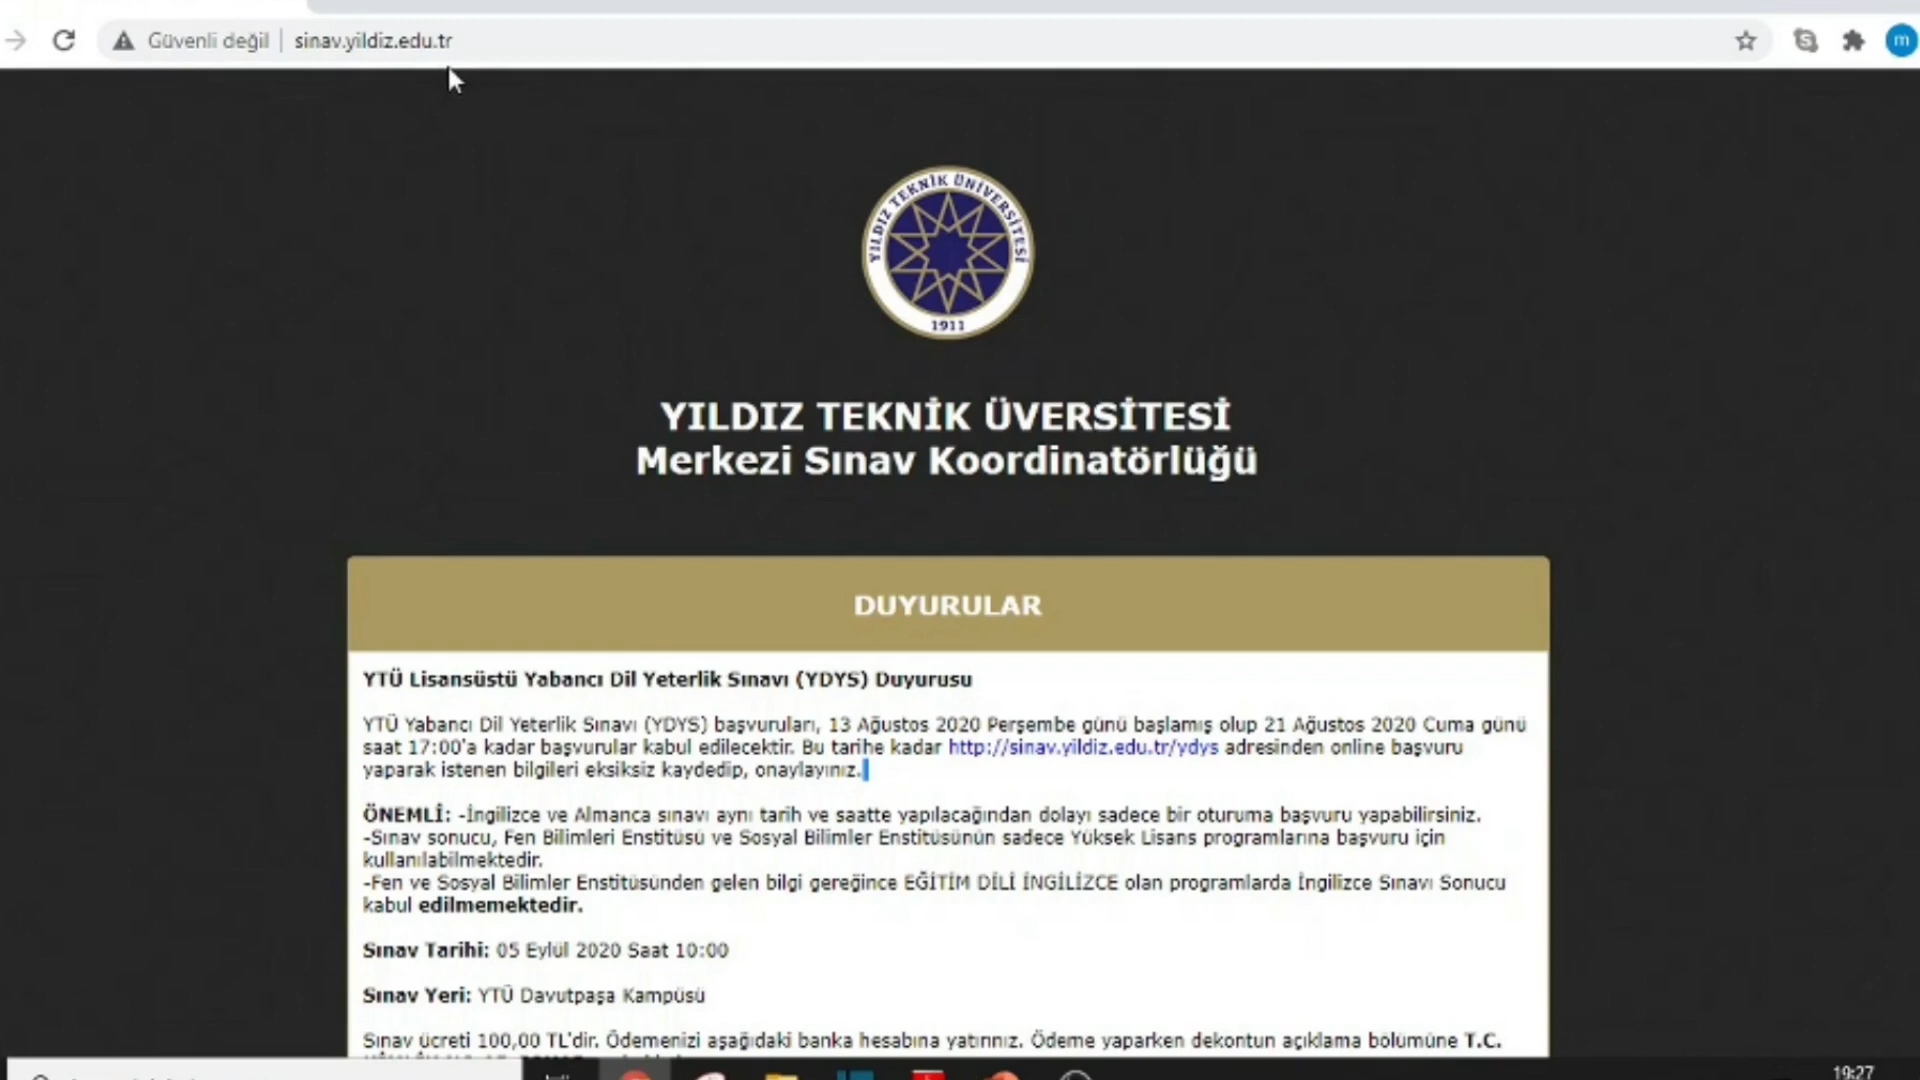 Güvenli değil | sinav.yildiz.edu.tr
m
YILDIZ TEKNİK ÜNİVERSİTESİ
1911
YILDIZ TEKNİK ÜVERSİTESİ
Merkezi Sınav Koordinatörlüğü
DUYURULAR
YTÜ Lisansüstü Yabancı Dil Yeterlik Sınavı (YDYS) Duyurusu
YTÜ Yabancı Dil Yeterlik Sınavı (YDYS) başvuruları, 13 Ağustos 2020 Perşembe günü başlamış olup 21 Ağustos 2020 Cuma günü
saat 17:00'a kadar başvurular kabul edilecektir. Bu tarihe kadar http://sinav.yildiz.edu.tr/ydys adresinden online başvuru
yaparak istenen bilgileri eksiksiz kaydedip, onaylayınız.
ÖNEMLİ: -İngilizce ve Almanca sınavı aynı tarih ve saatte yapılacağından dolayı sadece bir oturuma başvuru yapabilirsiniz.
-Sınav sonucu, Fen Bilimleri Enstitüsü ve Sosyal Bilimler Enstitüsünün sadece Yüksek Lisans programlarına başvuru için
kullanılabilmektedir.
-Fen ve Sosyal Bilimler Enstitüsünden gelen bilgi gereğince EĞİTİM DİLİ İNGİLİZCE olan programlarda İngilizce Sınavı Sonucu
kabul edilmemektedir.
Sınav Tarihi: 05 Eylül 2020 Saat 10:00
Sınav Yeri: YTÜ Davutpaşa Kampüsü
Sınav ücreti 100,00 TL'dir. Ödemenizi aşağıdaki banka hesabına yatırınız. Ödeme yaparken dekontun açıklama bölümüne T.C.
19:27